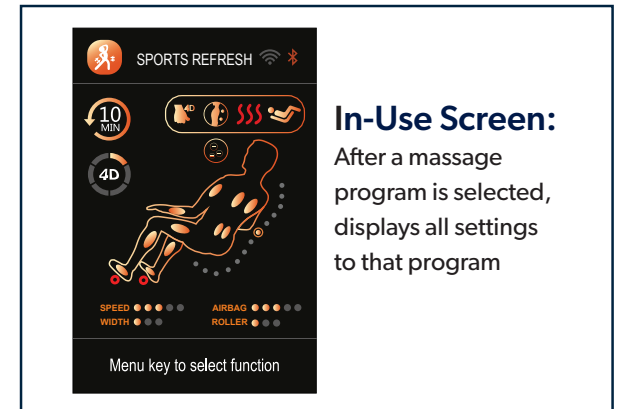 SPORTS REFRESH
10
MIN
4D
4D
SPEED
AIRBAG
WIDTH
ROLLER
Menu key to select function
In-Use Screen:
After a massage
program is selected,
displays all settings
to that program